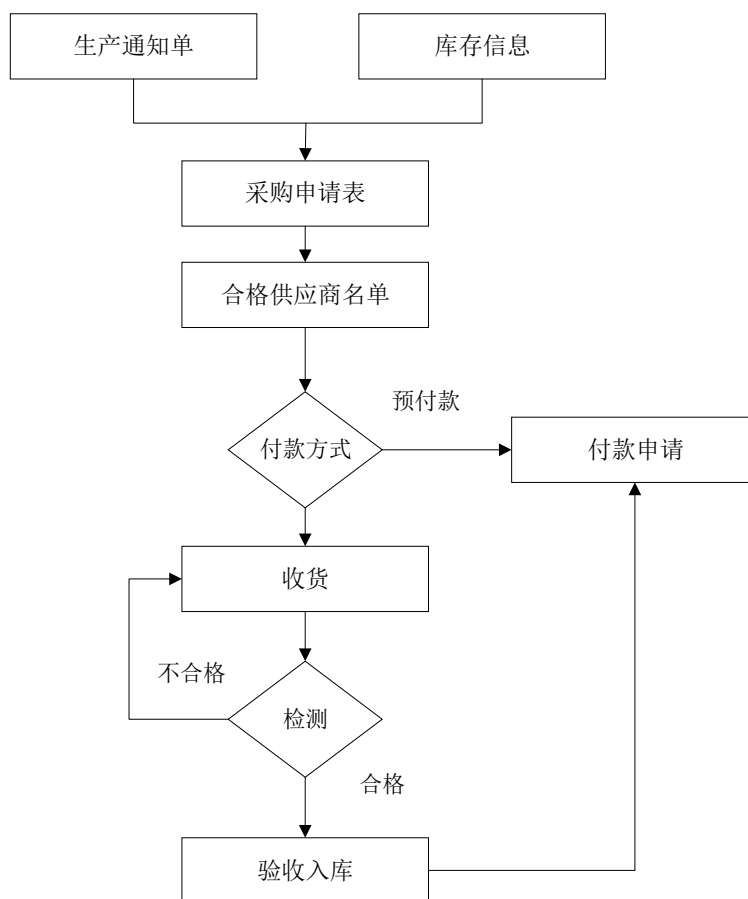 生产通知单
库存信息
采购申请表
合格供应商名单
预付款
付款方式
付款申请
收货
不合格
检测
合格
验收入库